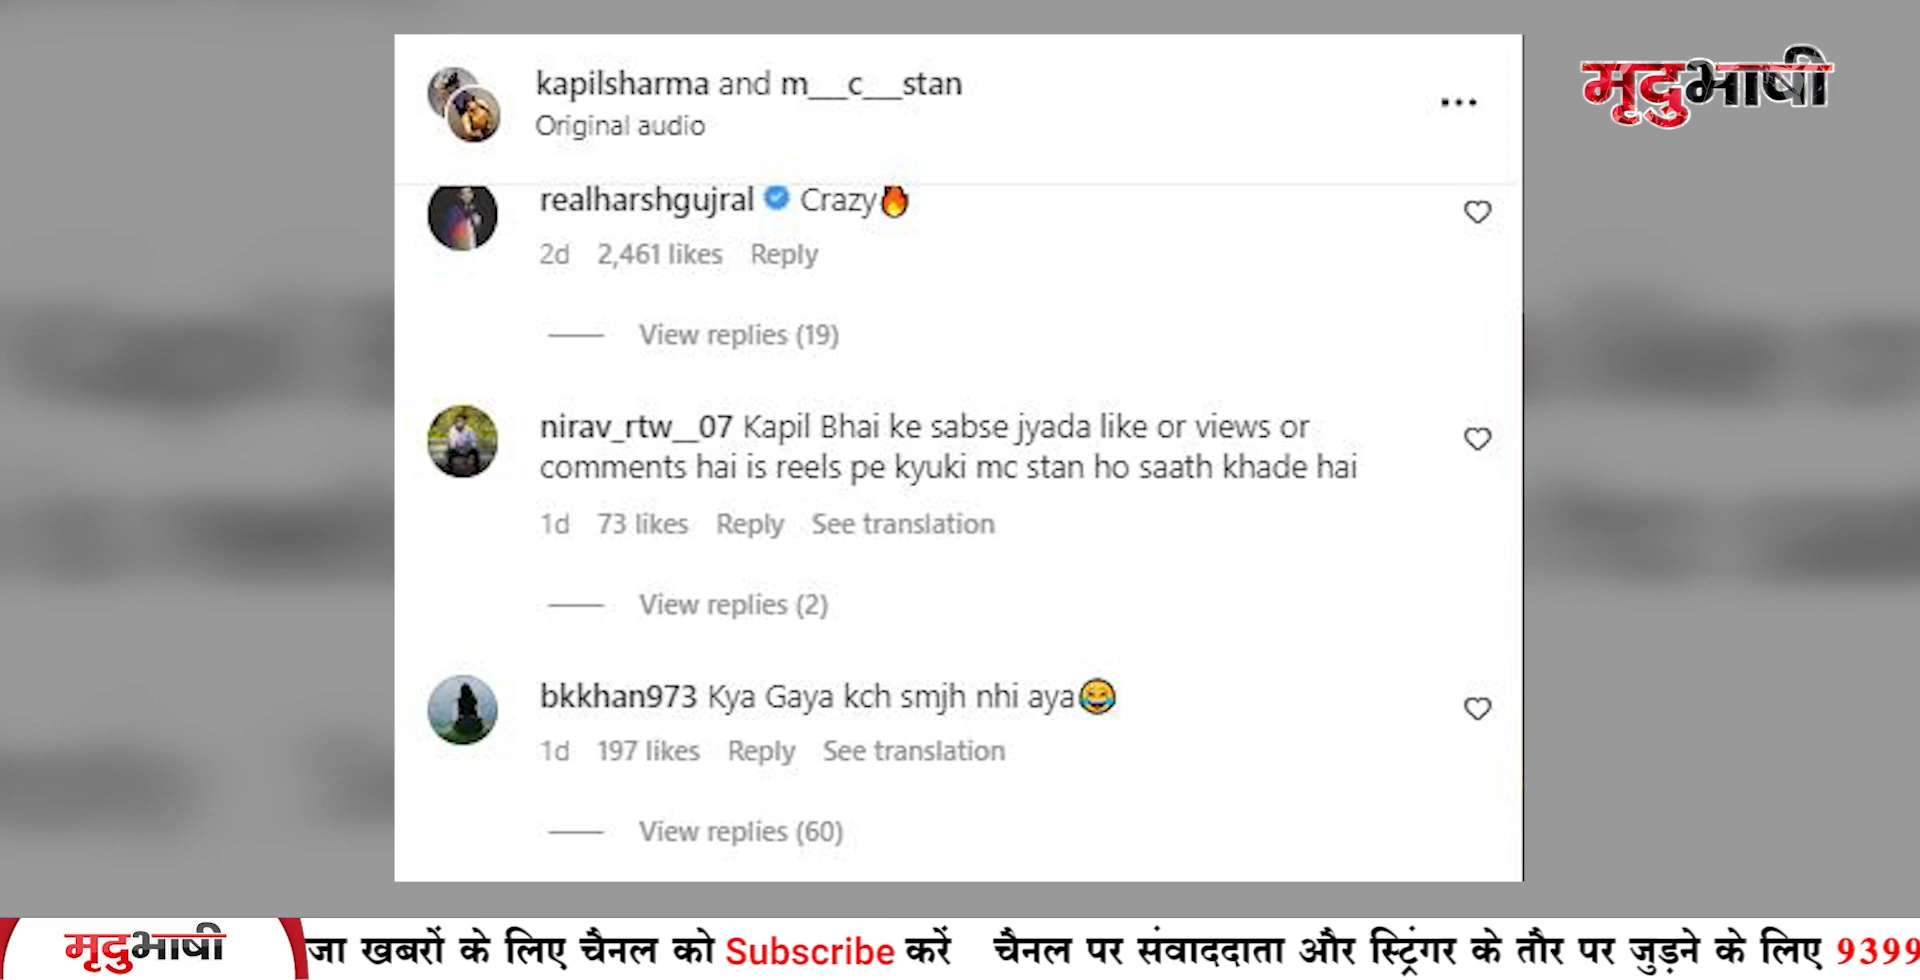 मृदुभाषी
kapilsharma and m__c__stan
Original audio
realharshgujral Crazy🔥
2d 2,461 likes Reply
View replies (19)
nirav_rtw__07 Kapil Bhai ke sabse jyada like or views or
comments hai is reels pe kyuki mc stan ho saath khade hai
1d 73 likes Reply See translation
View replies (2)
bkkhan973 Kya Gaya kch smjh nhi aya😂
1d 197 likes Reply See translation
View replies (60)
मृदुभाषी जा खबरों के लिए चैनल को Subscribe करें चैनल पर संवाददाता और स्ट्रिंगर के तौर पर जुड़ने के लिए 9399